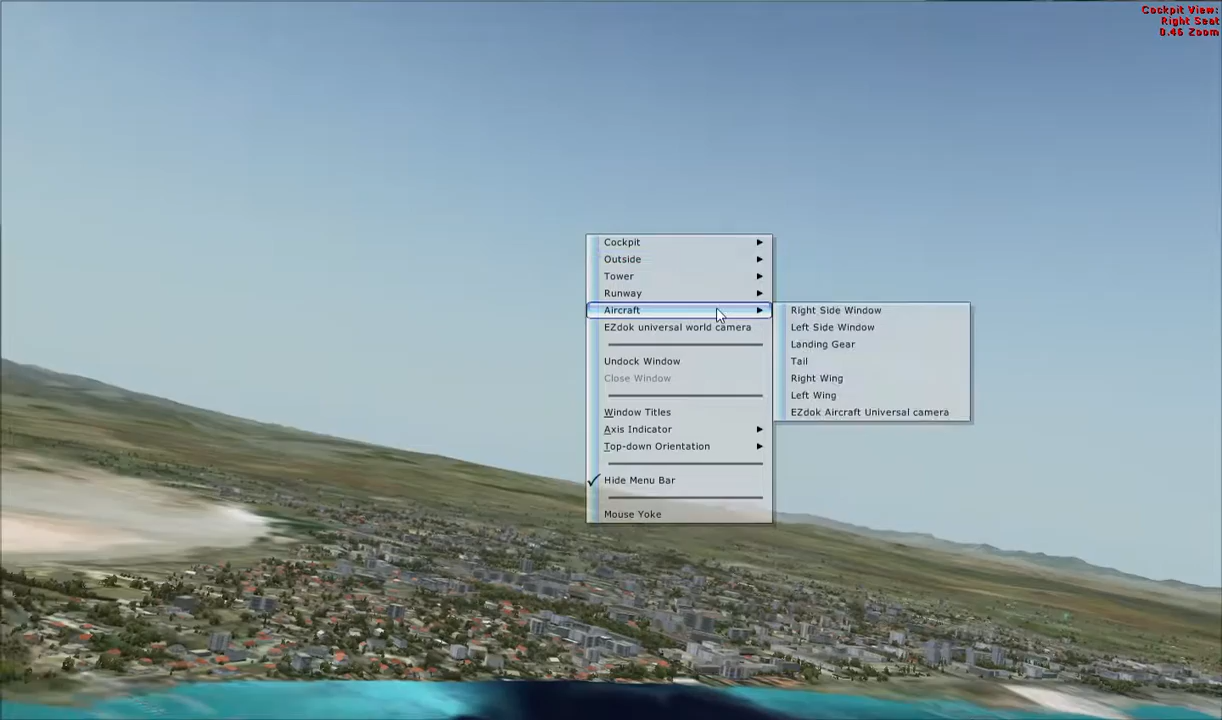 Cockpit View:
Right Seat
0.46 Zoom
Cockpit
Outside
Tower
Runway
Aircraft
EZdok universal world camera
Undock Window
Close Window
Window Titles
Axis Indicator
Top-down Orientation
Hide Menu Bar
Mouse Yoke
Right Side Window
Left Side Window
Landing Gear
Tail
Right Wing
Left Wing
EZdok Aircraft Universal camera